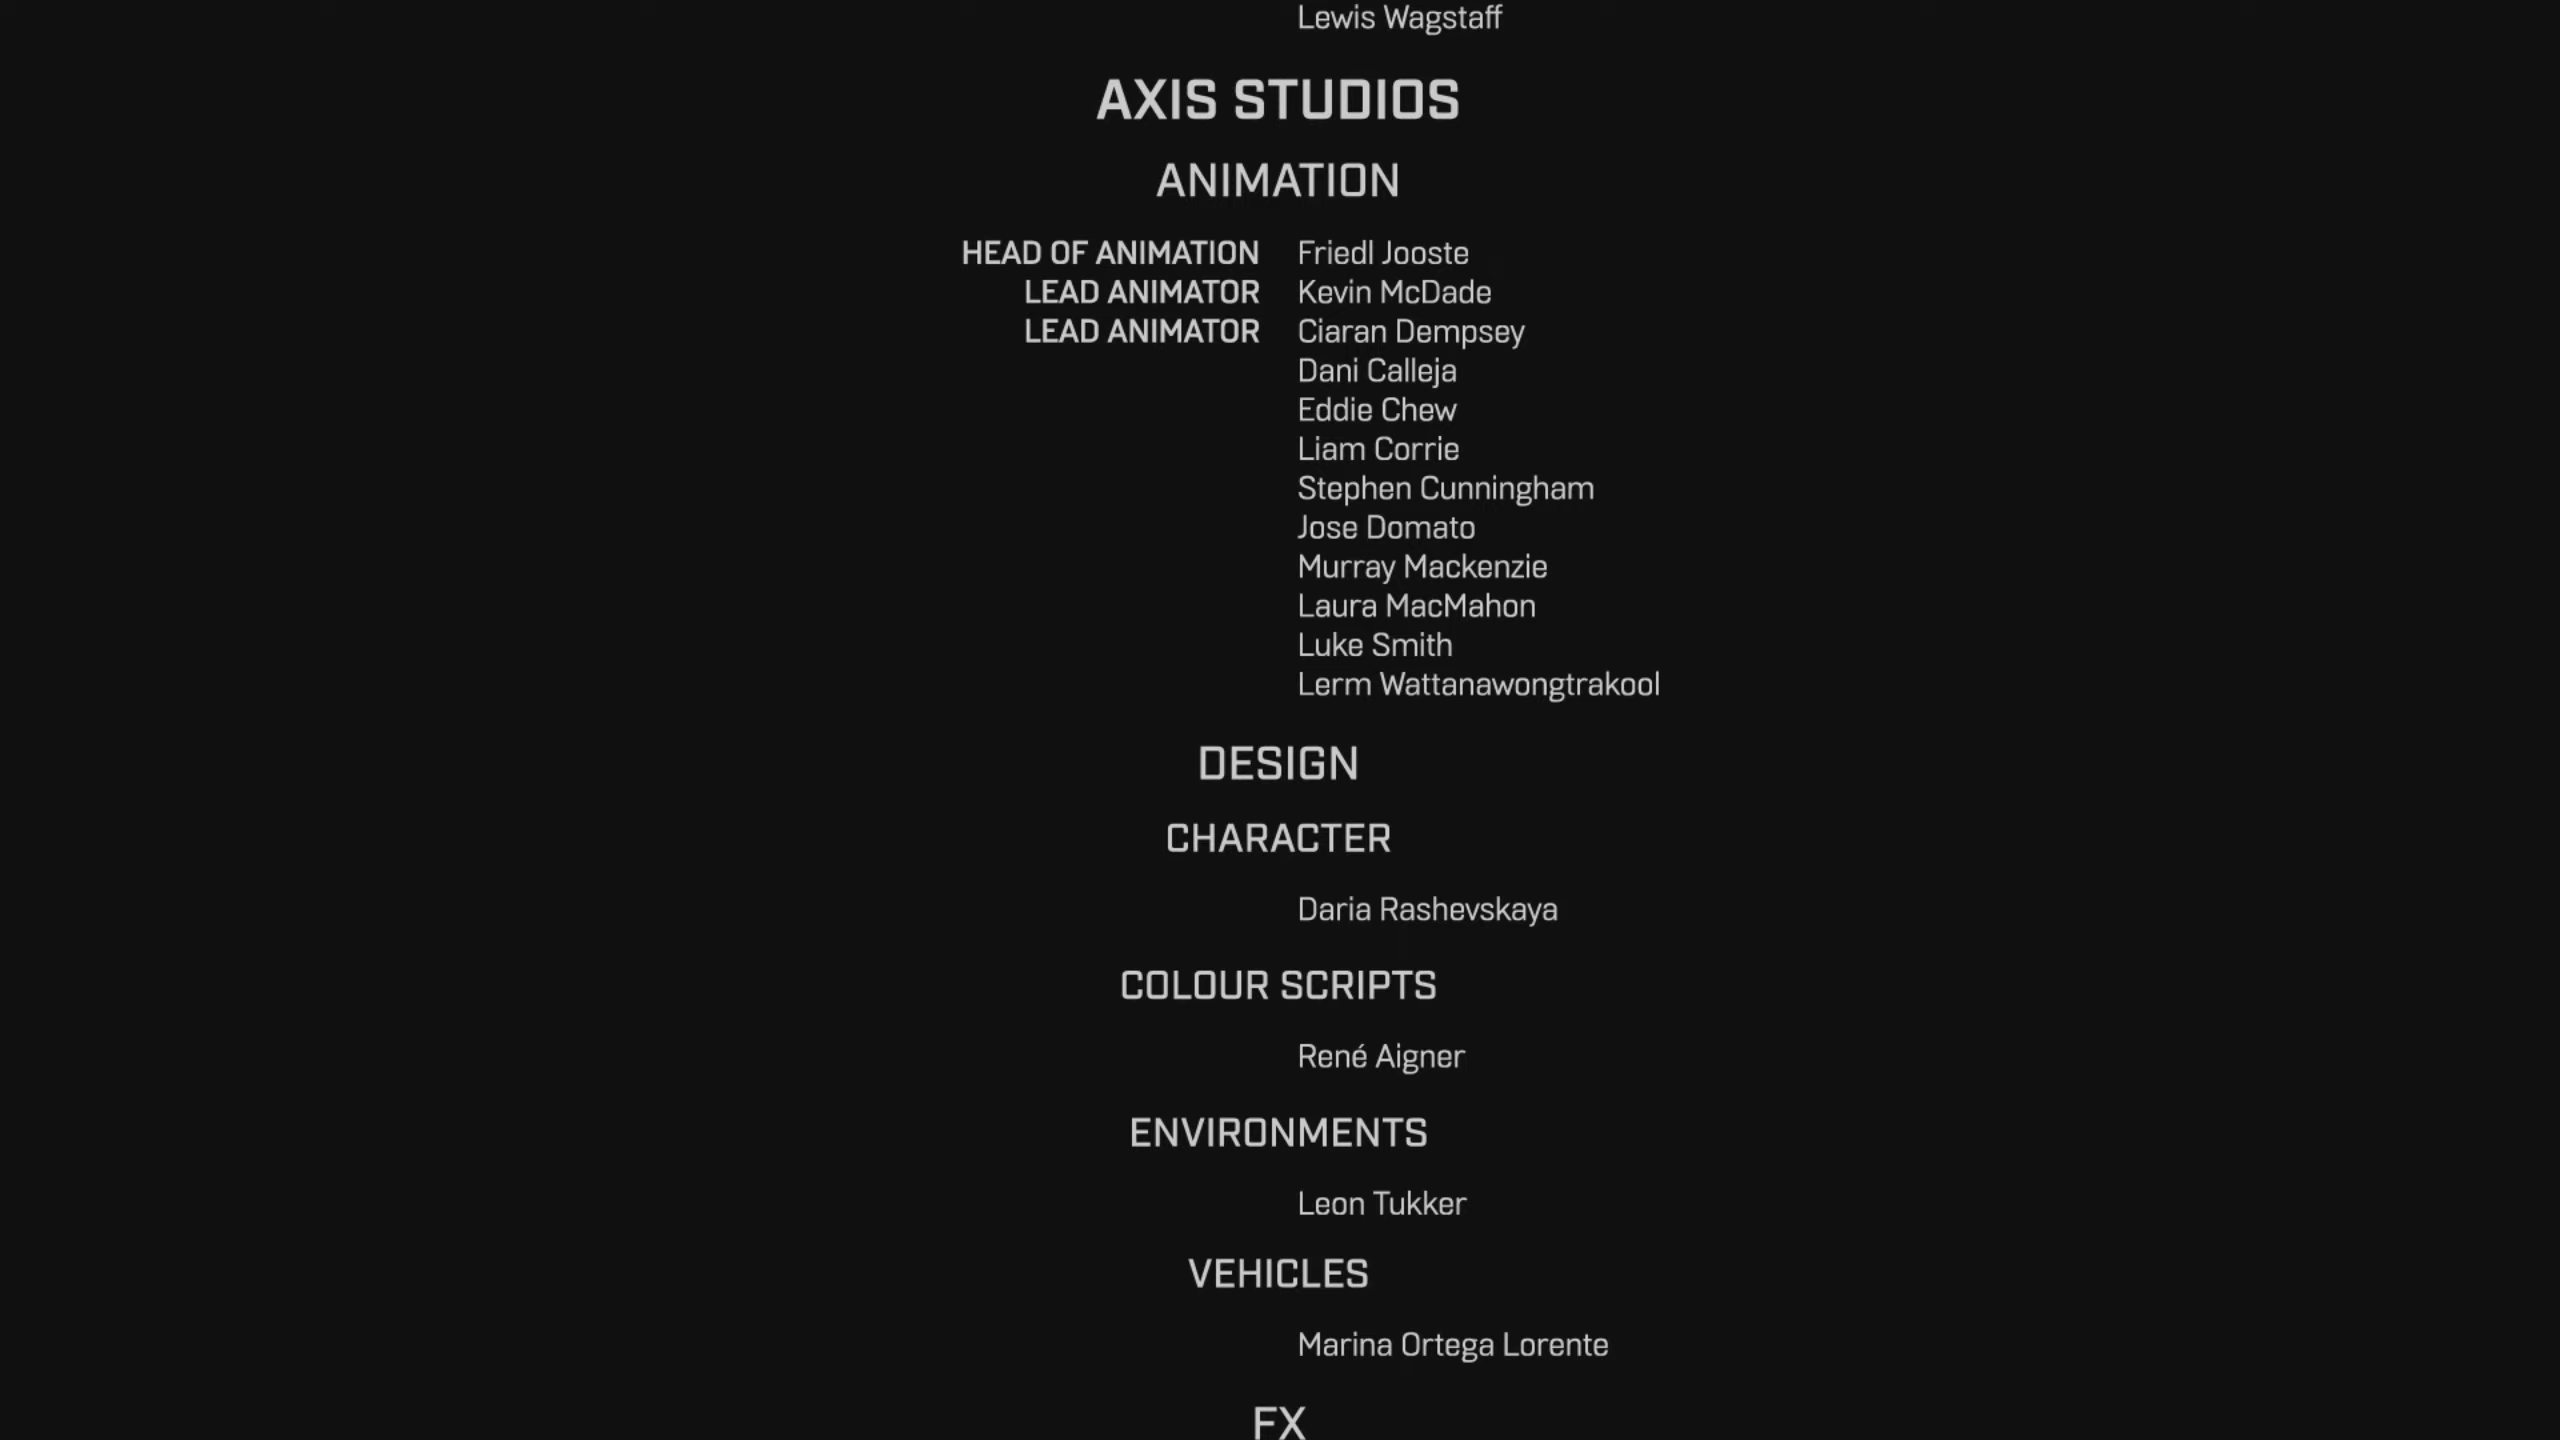 Lewis Wagstaff
AXIS STUDIOS
ANIMATION
HEAD OF ANIMATION Friedl Jooste
LEAD ANIMATOR Kevin McDade
LEAD ANIMATOR Ciaran Dempsey
Dani Calleja
Eddie Chew
Liam Corrie
Stephen Cunningham
Jose Domato
Murray Mackenzie
Laura MacMahon
Luke Smith
Lerm Wattanawongtrakool
DESIGN
CHARACTER
Daria Rashevskaya
COLOUR SCRIPTS
René Aigner
ENVIRONMENTS
Leon Tukker
VEHICLES
Marina Ortega Lorente
FX